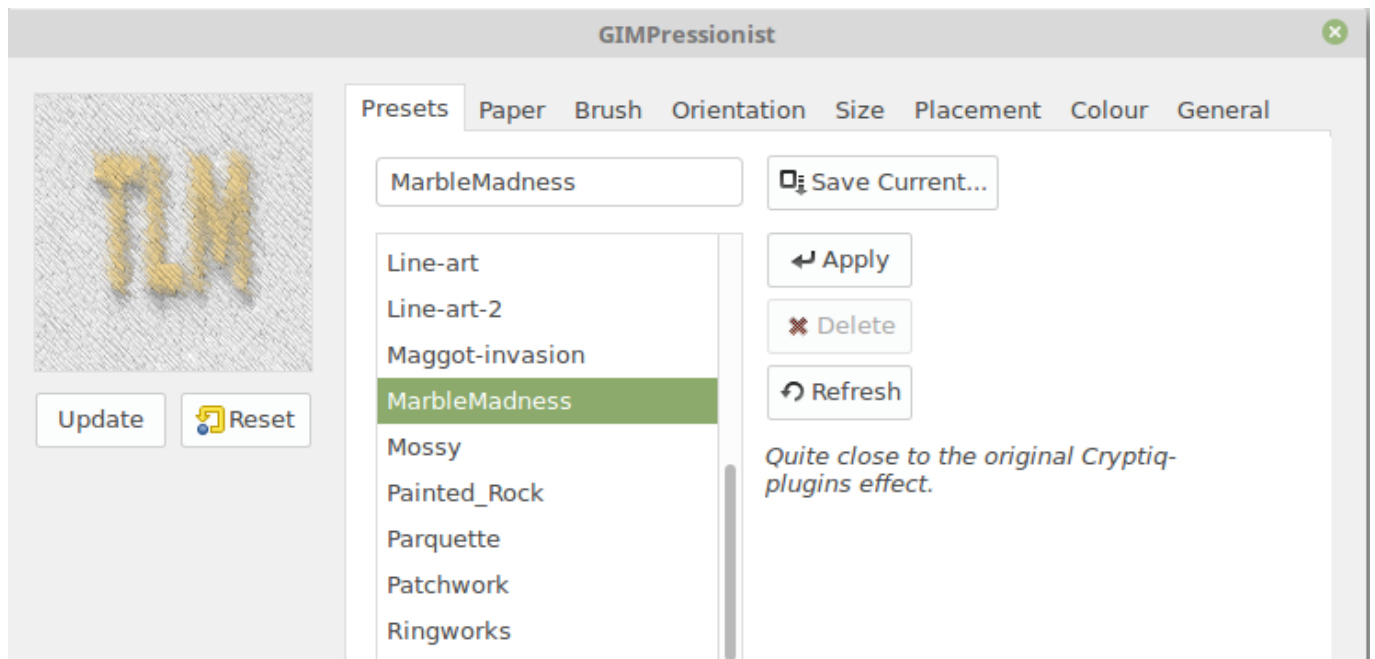 GIMPressionist
Presets Paper Brush Orientation Size Placement Colour General
TLM
Update Reset
MarbleMadness
Save Current...
Line-art
Line-art-2
Maggot-invasion
MarbleMadness
Mossy
Painted_Rock
Parquette
Patchwork
Ringworks
Apply
Delete
Refresh
Quite close to the original Cryptiq-
plugins effect.